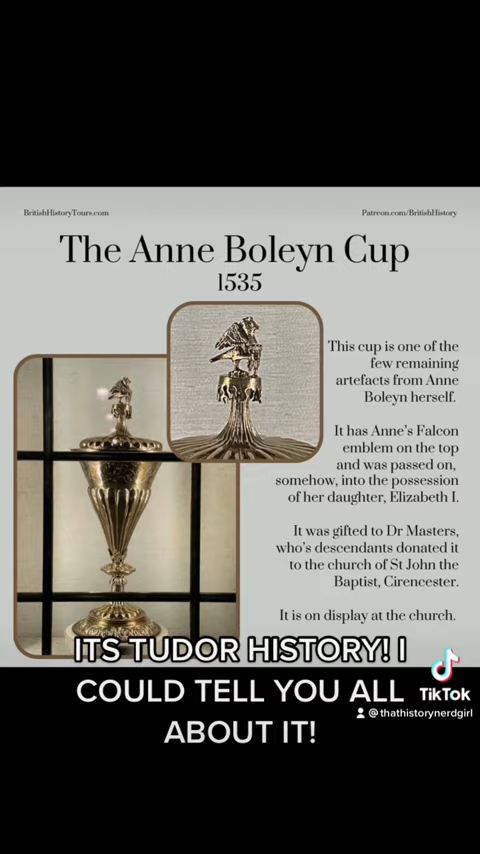 BritishHistoryTours.com
Patreon.com/BritishHistory
The Anne Boleyn Cup
1535
This cup is one of the
few remaining
artefacts from Anne
Boleyn herself.
It has Anne's Falcon
emblem on the top
and was passed on,
somehow, into the possession
of her daughter, Elizabeth I.
It was gifted to Dr Masters,
who's descendants donated it
to the church of St John the
Baptist, Cirencester.
It is on display at the church.
ITS TUDOR HISTORY! I
COULD TELL YOU ALL
ABOUT IT!
TikTok
@thathistorynerdgirl